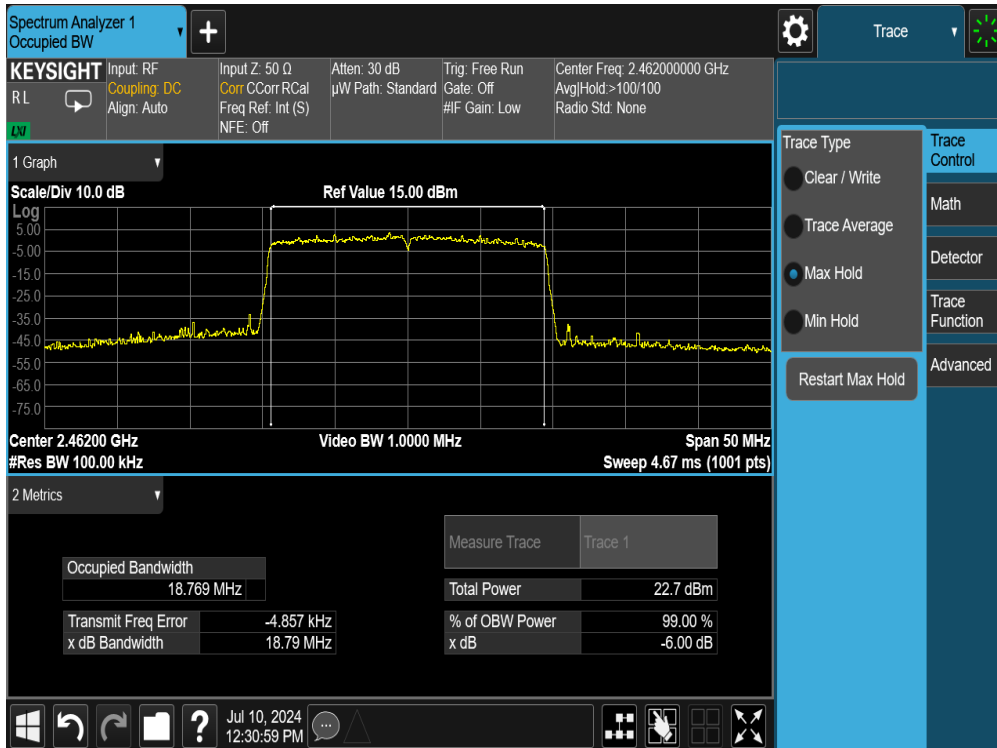 Spectrum Analyzer 1
Occupied BW
+
Trace
KEYSIGHT
R L
LXI
Input: RF
Coupling: DC
Align: Auto
Input Z: 50 Ω
Corr CCorr RCal
Freq Ref: Int (S)
NFE: Off
Atten: 30 dB
µW Path: Standard
Trig: Free Run
Gate: Off
#IF Gain: Low
Center Freq: 2.462000000 GHz
Avg|Hold:>100/100
Radio Std: None
1 Graph
Scale/Div 10.0 dB
Ref Value 15.00 dBm
Log
5.00
-5.00
-15.0
-25.0
-35.0
-45.0
-55.0
-65.0
-75.0
Center 2.46200 GHz
Video BW 1.0000 MHz
Span 50 MHz
#Res BW 100.00 kHz
Sweep 4.67 ms (1001 pts)
2 Metrics
Measure Trace
Trace 1
Occupied Bandwidth
18.769 MHz
Total Power
22.7 dBm
Transmit Freq Error
-4.857 kHz
% of OBW Power
99.00 %
x dB Bandwidth
18.79 MHz
x dB
-6.00 dB
Trace Type
Clear / Write
Trace Average
Max Hold
Min Hold
Restart Max Hold
Trace
Control
Math
Detector
Trace
Function
Advanced
?
Jul 10, 2024
12:30:59 PM